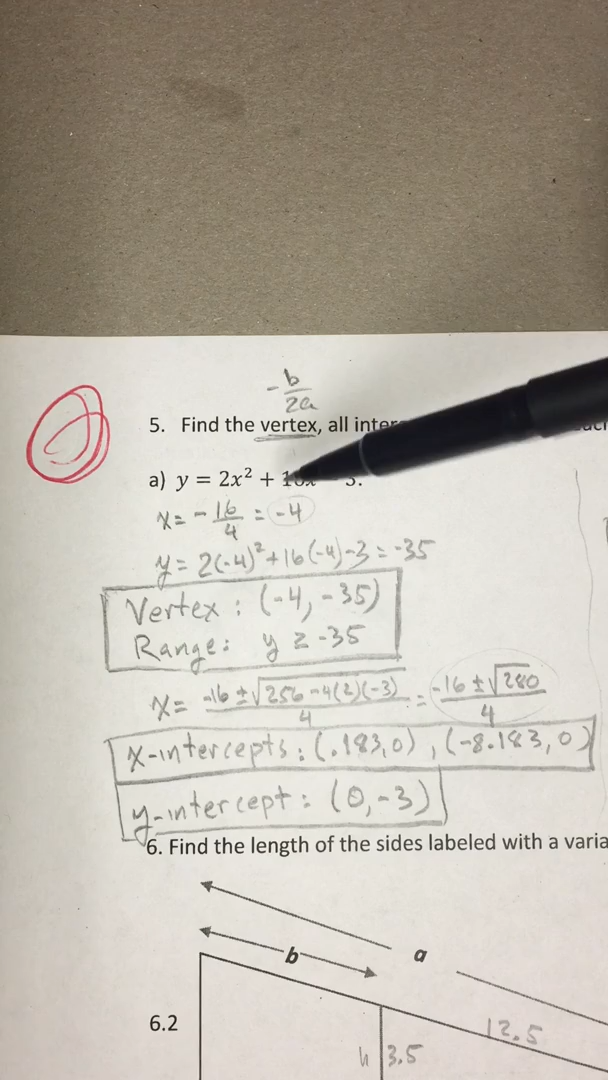 -b/2a
5. Find the vertex, all
a) y = 2x² +
x = -16/4 = -4
y = 2(-4)²+16(-4)-3 = -35
Vertex: (-4, -35)
Range: y ≥ -35
x = -16 ± √256 - 4(2)(-3) / 4 = -16 ± √280 / 4
x-intercepts: (.183,0), (-8.183, 0)
y-intercept: (0,-3)
6. Find the length of the sides labeled with a
b a
6.2 12.5
h 3.5